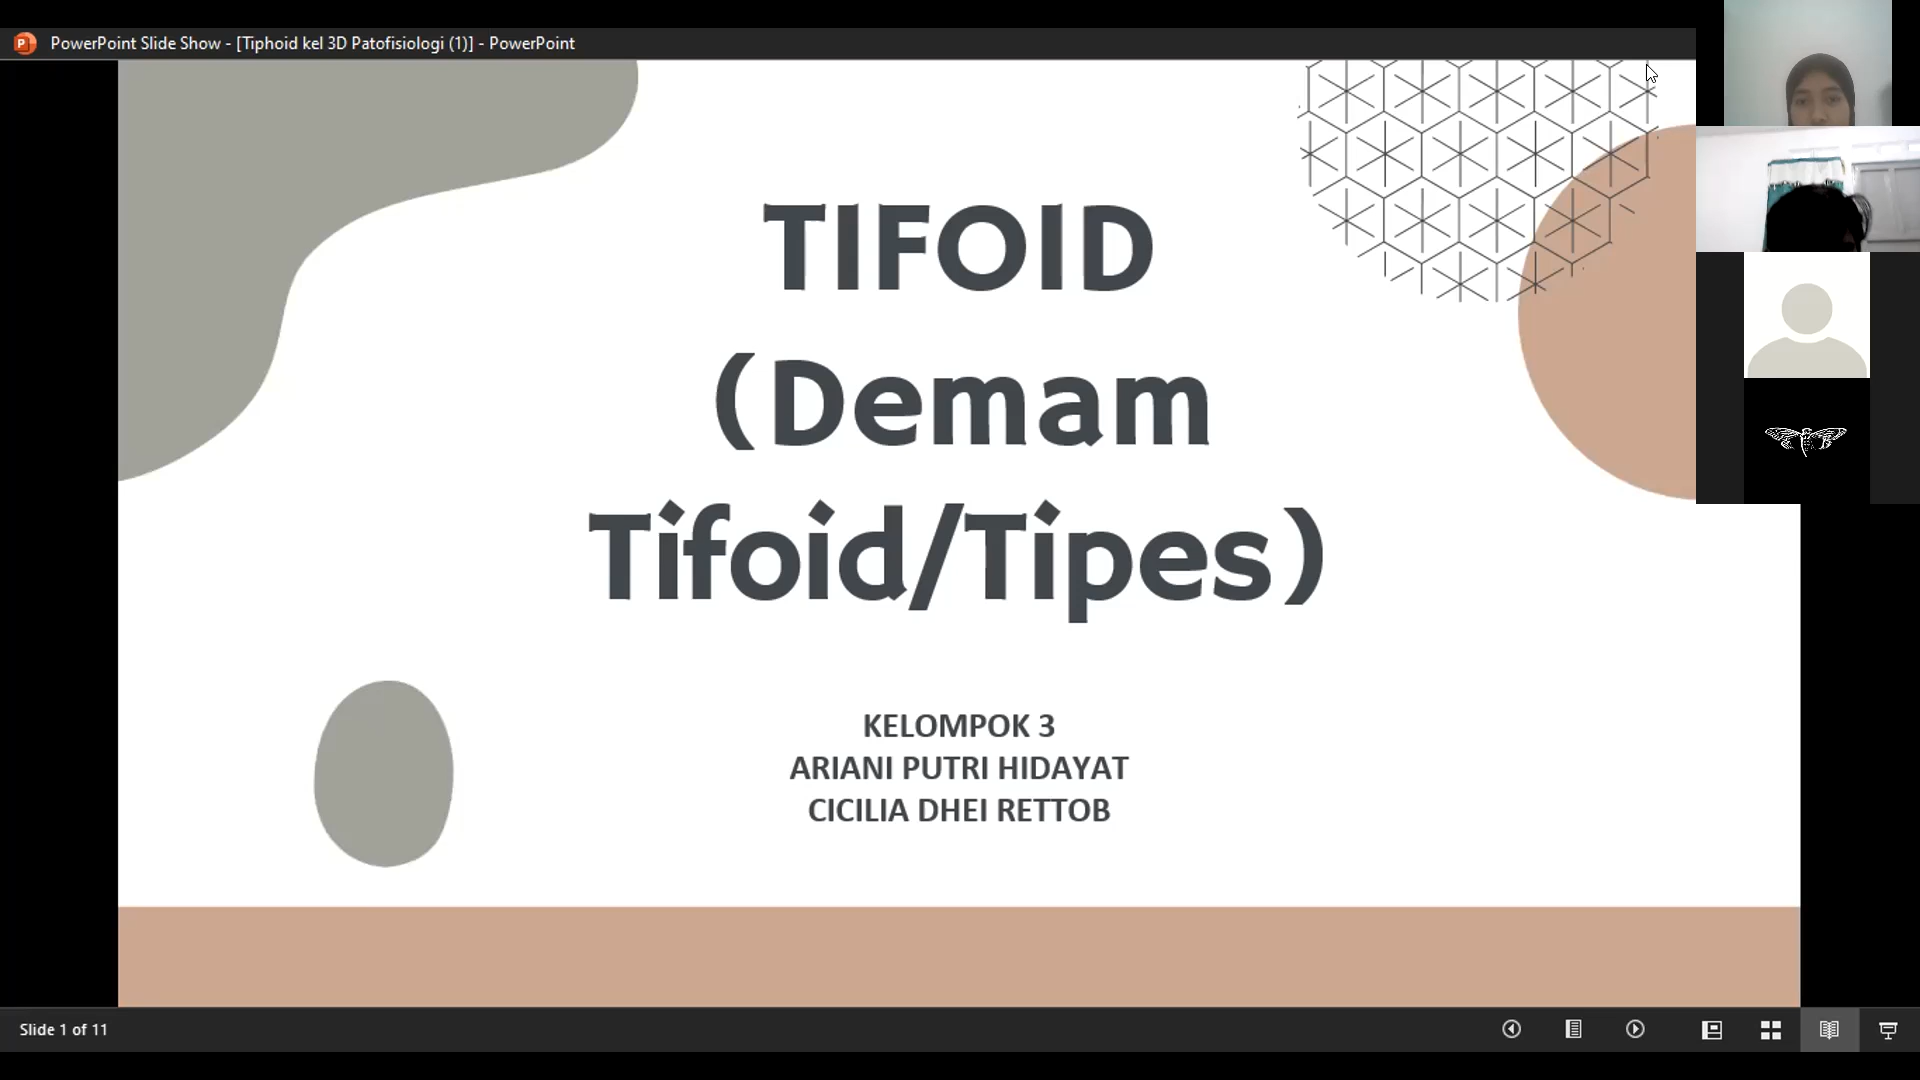 PowerPoint Slide Show - [Tiphoid kel 3D Patofisiologi (1)] - PowerPoint
TIFOID
(Demam
Tifoid/Tipes)
KELOMPOK 3
ARIANI PUTRI HIDAYAT
CICILIA DHEI RETTOB
Slide 1 of 11